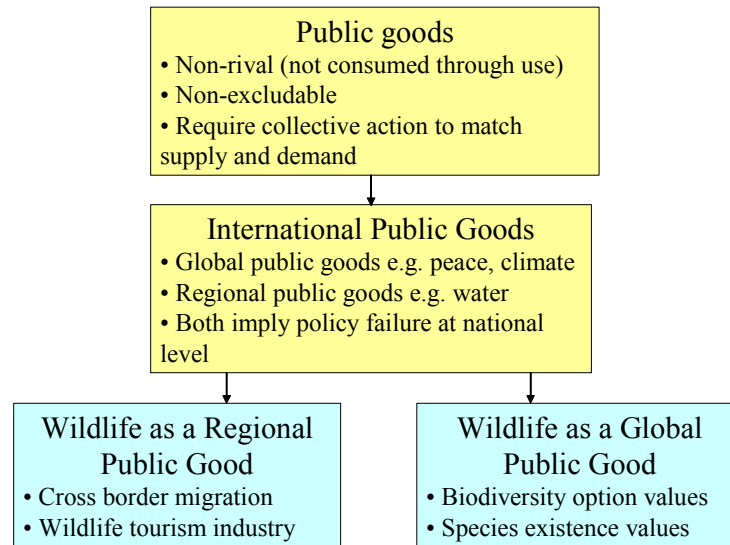 Public goods
• Non-rival (not consumed through use)
• Non-excludable
• Require collective action to match
supply and demand
International Public Goods
• Global public goods e.g. peace, climate
• Regional public goods e.g. water
• Both imply policy failure at national
level
Wildlife as a Regional
Public Good
• Cross border migration
• Wildlife tourism industry
Wildlife as a Global
Public Good
• Biodiversity option values
• Species existence values